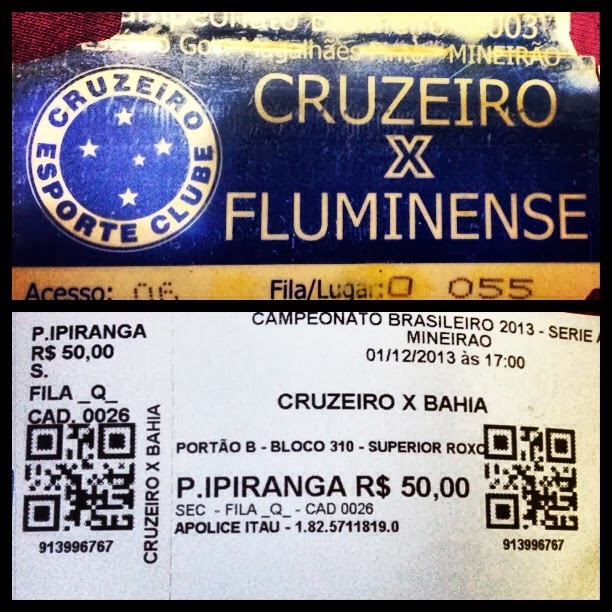 Campeonato B 003
Gov. Magalhães Pinto - MINEIRÃO
CRUZEIRO ESPORTE CLUBE
CRUZEIRO
X
FLUMINENSE
Acesso: 06 Fila/Lugar: O 055
P.IPIRANGA
R$ 50,00
S.
FILA _Q_
CAD. 0026
913996767
CRUZEIRO X BAHIA
CAMPEONATO BRASILEIRO 2013 - SERIE A
MINEIRAO
01/12/2013 às 17:00
CRUZEIRO X BAHIA
PORTÃO B - BLOCO 310 - SUPERIOR ROXO
P.IPIRANGA R$ 50,00
SEC - FILA _Q_ - CAD 0026
APOLICE ITAU - 1.82.5711819.0
913996767